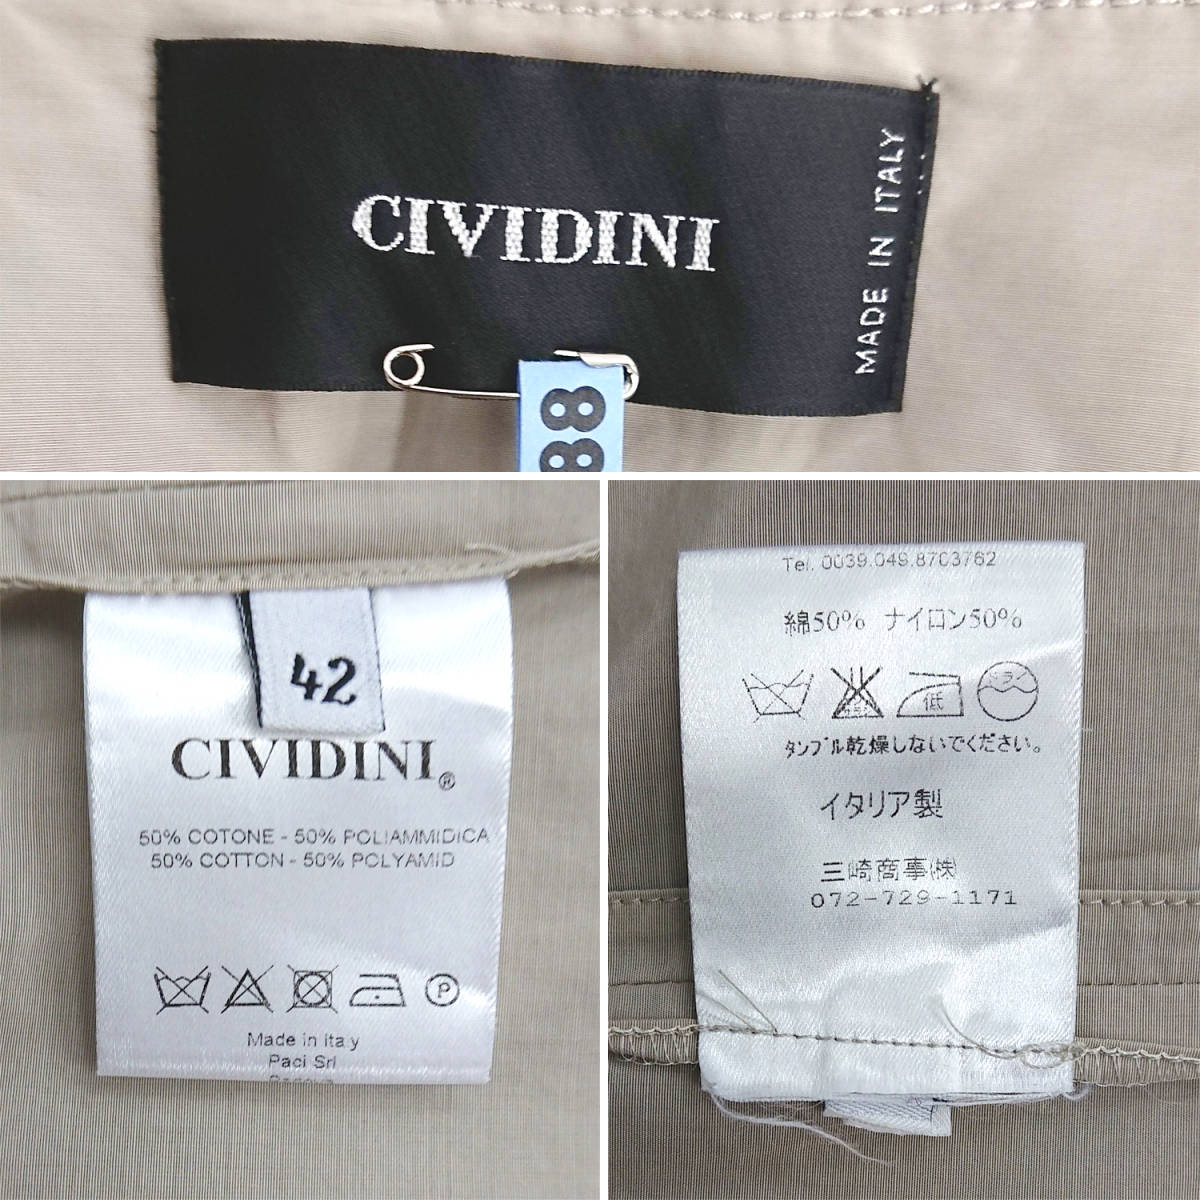 CIVIDINI
MADE IN ITALY
88
42
CIVIDINI®
50% COTONE - 50% POLIAMMIDICA
50% COTTON - 50% POLYAMID
P
Made in Italy
Paci Srl
Tel. 0039.049.8703762
綿50% ナイロン50%
低 ドライ
タンブル乾燥しないでください。
イタリア製
三崎商事㈱
072-729-1171